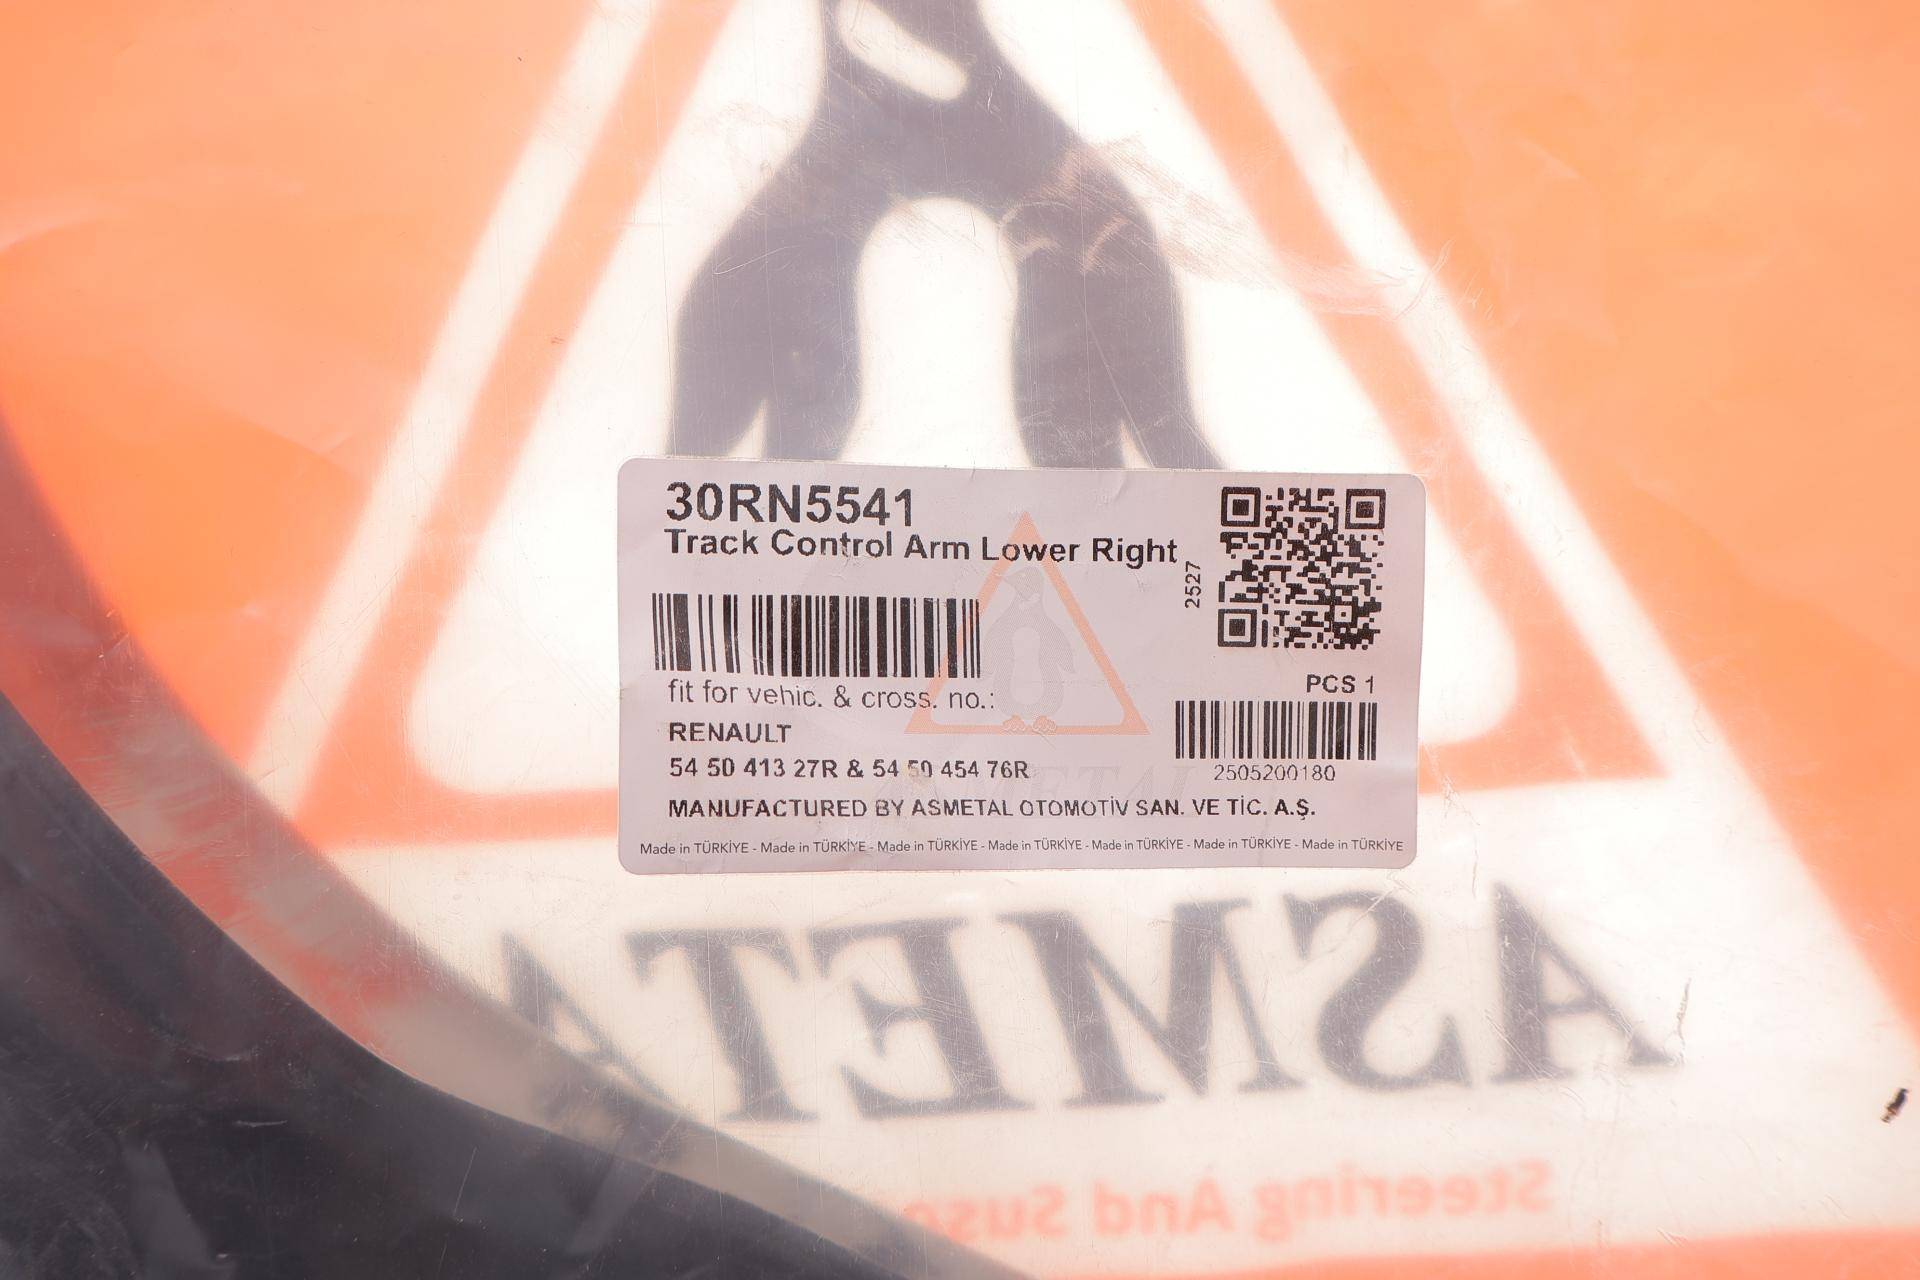 30RN5541
Track Control Arm Lower Right
2527
fit for vehic. & cross. no.:
PCS 1
RENAULT
54 50 413 27R & 54 50 454 76R
2505200180
MANUFACTURED BY ASMETAL OTOMOTİV SAN. VE TİC. A.Ş.
Made in TÜRKİYE - Made in TÜRKİYE - Made in TÜRKİYE - Made in TÜRKİYE - Made in TÜRKİYE - Made in TÜRKİYE - Made in TÜRKİYE
ASMETA
Steering And Susp